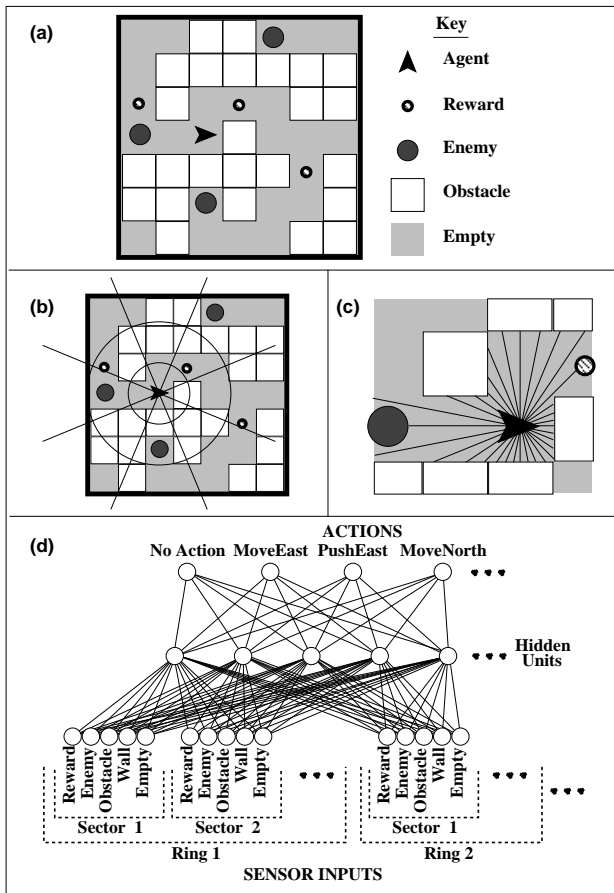 (a)
Key
Agent
Reward
Enemy
Obstacle
Empty
(b)
(c)
(d)
ACTIONS
No Action MoveEast PushEast MoveNorth
Hidden
Units
Reward Enemy Obstacle Wall Empty Reward Enemy Obstacle Wall Empty Reward Enemy Obstacle Wall Empty
Sector 1 Sector 2 Sector 1
Ring 1 Ring 2
SENSOR INPUTS